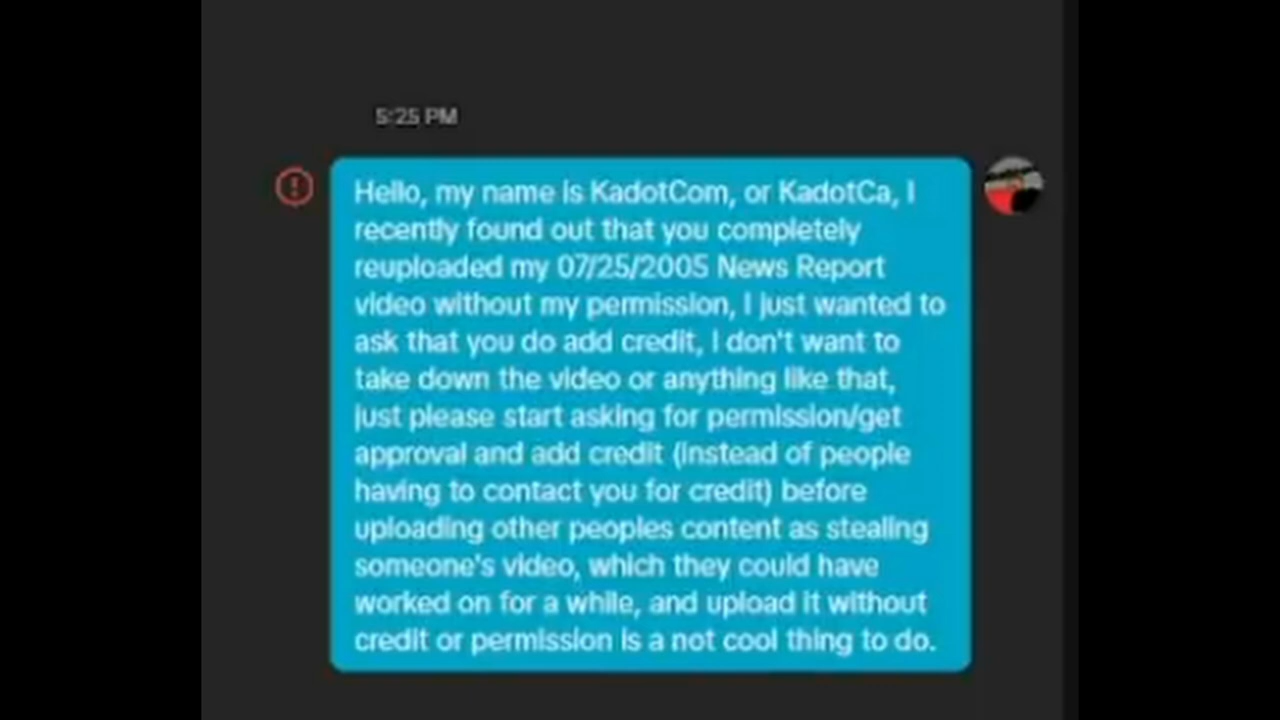 5:25 PM
Hello, my name is KadotCom, or KadotCa, I
recently found out that you completely
reuploaded my 07/25/2005 News Report
video without my permission, I just wanted to
ask that you do add credit, I don't want to
take down the video or anything like that,
just please start asking for permission/get
approval and add credit (instead of people
having to contact you for credit) before
uploading other peoples content as stealing
someone's video, which they could have
worked on for a while, and upload it without
credit or permission is a not cool thing to do.